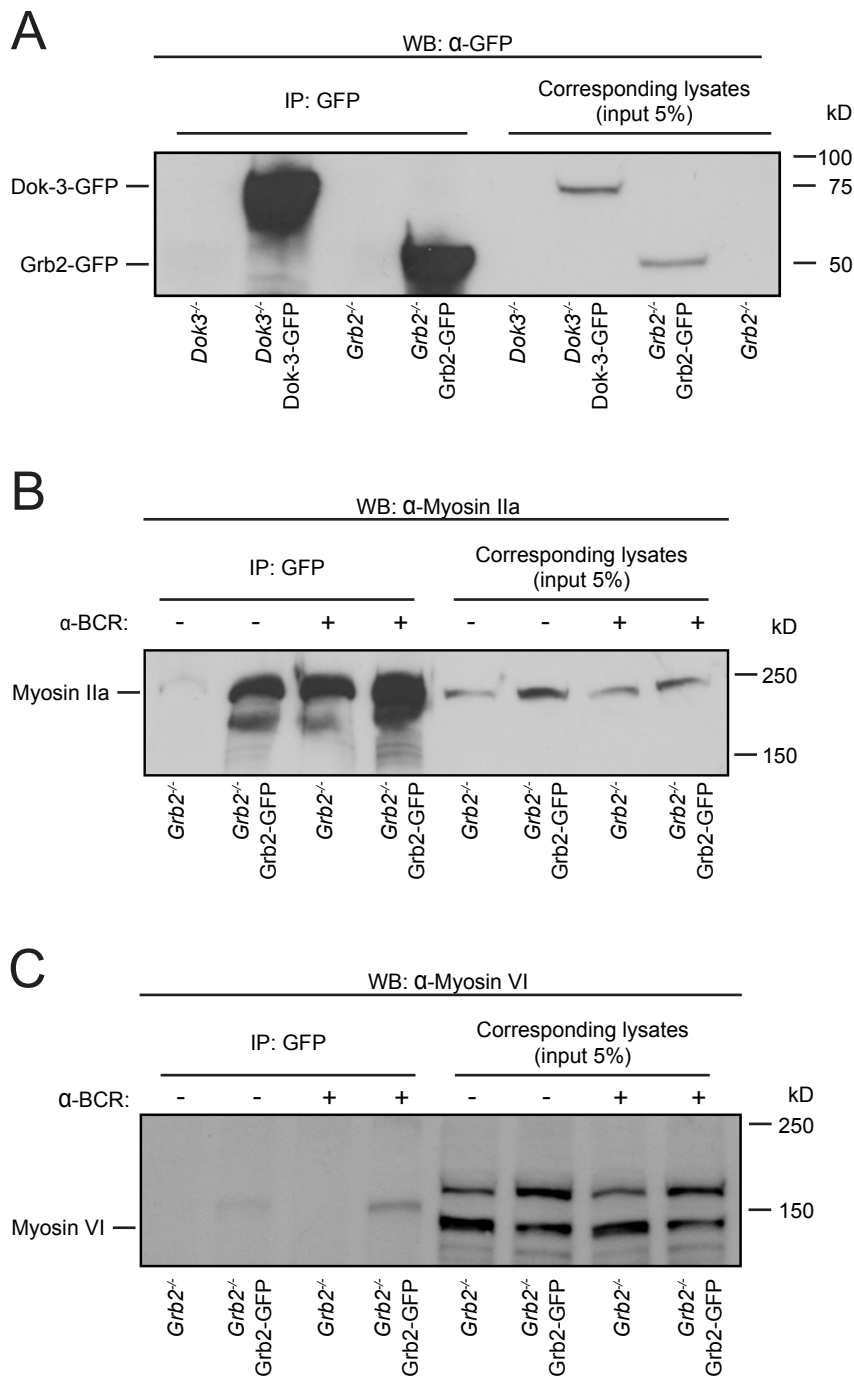 A
WB: α-GFP
IP: GFP
Corresponding lysates
(input 5%)
kD
Dok-3-GFP
Grb2-GFP
100
75
50
Dok3-/-
Dok3-/-
Dok-3-GFP
Grb2-/-
Grb2-/-
Grb2-GFP
Dok3-/-
Dok3-/-
Dok-3-GFP
Grb2-/-
Grb2-GFP
Grb2-/-
B
WB: α-Myosin IIa
IP: GFP
Corresponding lysates
(input 5%)
α-BCR: - - + + - - + +
kD
Myosin IIa
250
150
Grb2-/-
Grb2-/-
Grb2-GFP
Grb2-/-
Grb2-/-
Grb2-GFP
Grb2-/-
Grb2-/-
Grb2-GFP
Grb2-/-
Grb2-/-
Grb2-GFP
C
WB: α-Myosin VI
IP: GFP
Corresponding lysates
(input 5%)
α-BCR: - - + + - - + +
kD
250
150
Myosin VI
Grb2-/-
Grb2-/-
Grb2-GFP
Grb2-/-
Grb2-/-
Grb2-GFP
Grb2-/-
Grb2-/-
Grb2-GFP
Grb2-/-
Grb2-/-
Grb2-GFP